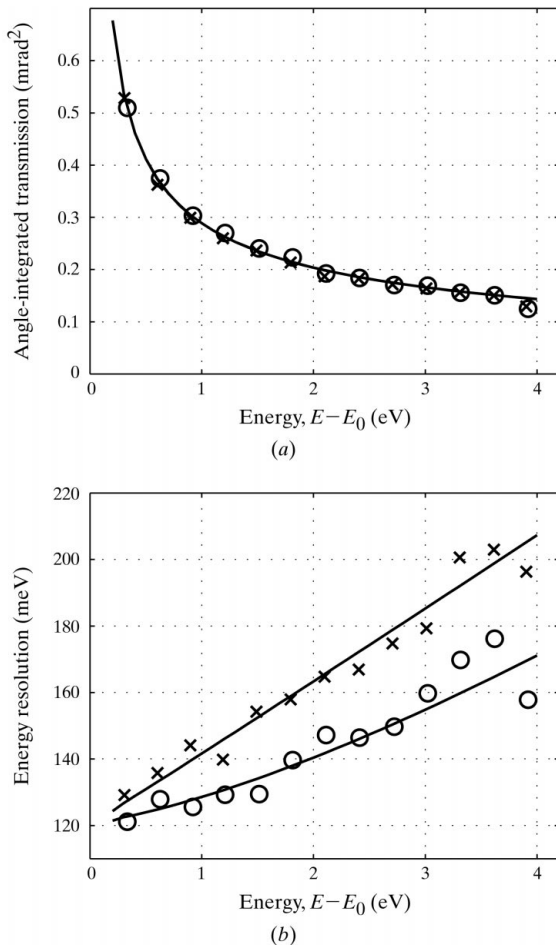 Angle-integrated transmission (mrad²)
0.6
0.5
0.4
0.3
0.2
0.1
0
0 1 2 3 4
Energy, E−E₀ (eV)
(a)
Energy resolution (meV)
220
200
180
160
140
120
0 1 2 3 4
Energy, E−E₀ (eV)
(b)